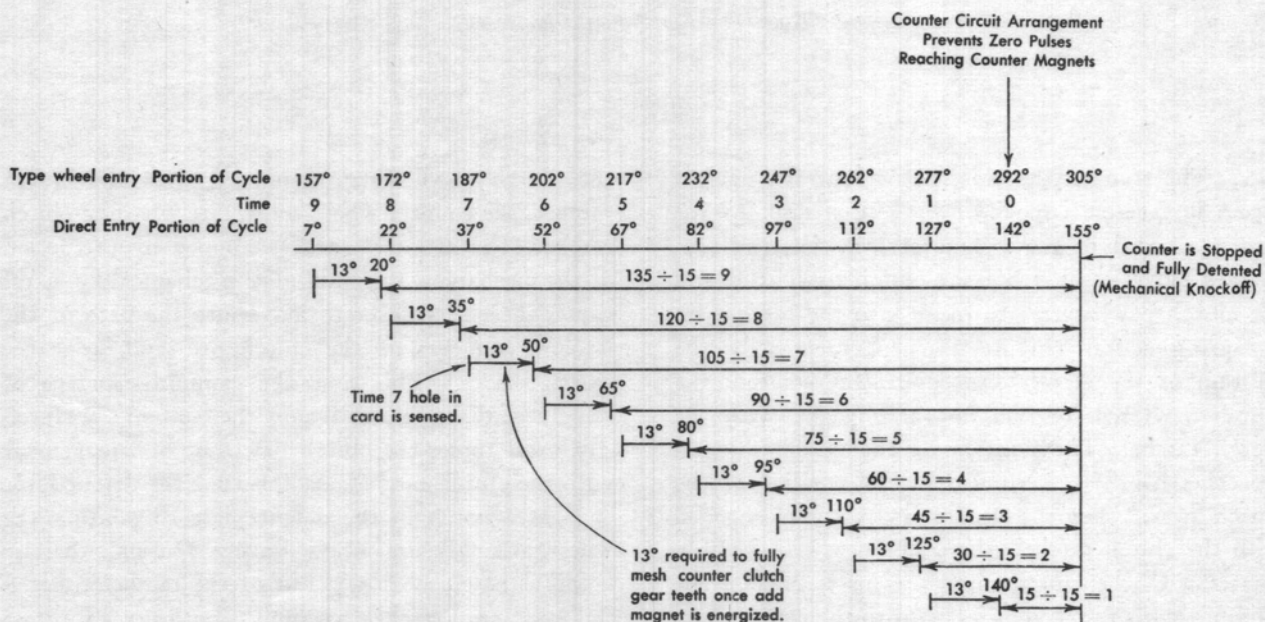 Counter Circuit Arrangement
Prevents Zero Pulses
Reaching Counter Magnets
Type wheel entry Portion of Cycle 157° 172° 187° 202° 217° 232° 247° 262° 277° 292° 305°
Time 9 8 7 6 5 4 3 2 1 0
Direct Entry Portion of Cycle 7° 22° 37° 52° 67° 82° 97° 112° 127° 142° 155°
Counter is Stopped
and Fully Detented
(Mechanical Knockoff)
13° 20° 135 ÷ 15 = 9
13° 35° 120 ÷ 15 = 8
13° 50° 105 ÷ 15 = 7
Time 7 hole in
card is sensed.
13° 65° 90 ÷ 15 = 6
13° 80° 75 ÷ 15 = 5
13° 95° 60 ÷ 15 = 4
13° 110° 45 ÷ 15 = 3
13° 125° 30 ÷ 15 = 2
13° 140° 15 ÷ 15 = 1
13° required to fully
mesh counter clutch
gear teeth once add
magnet is energized.